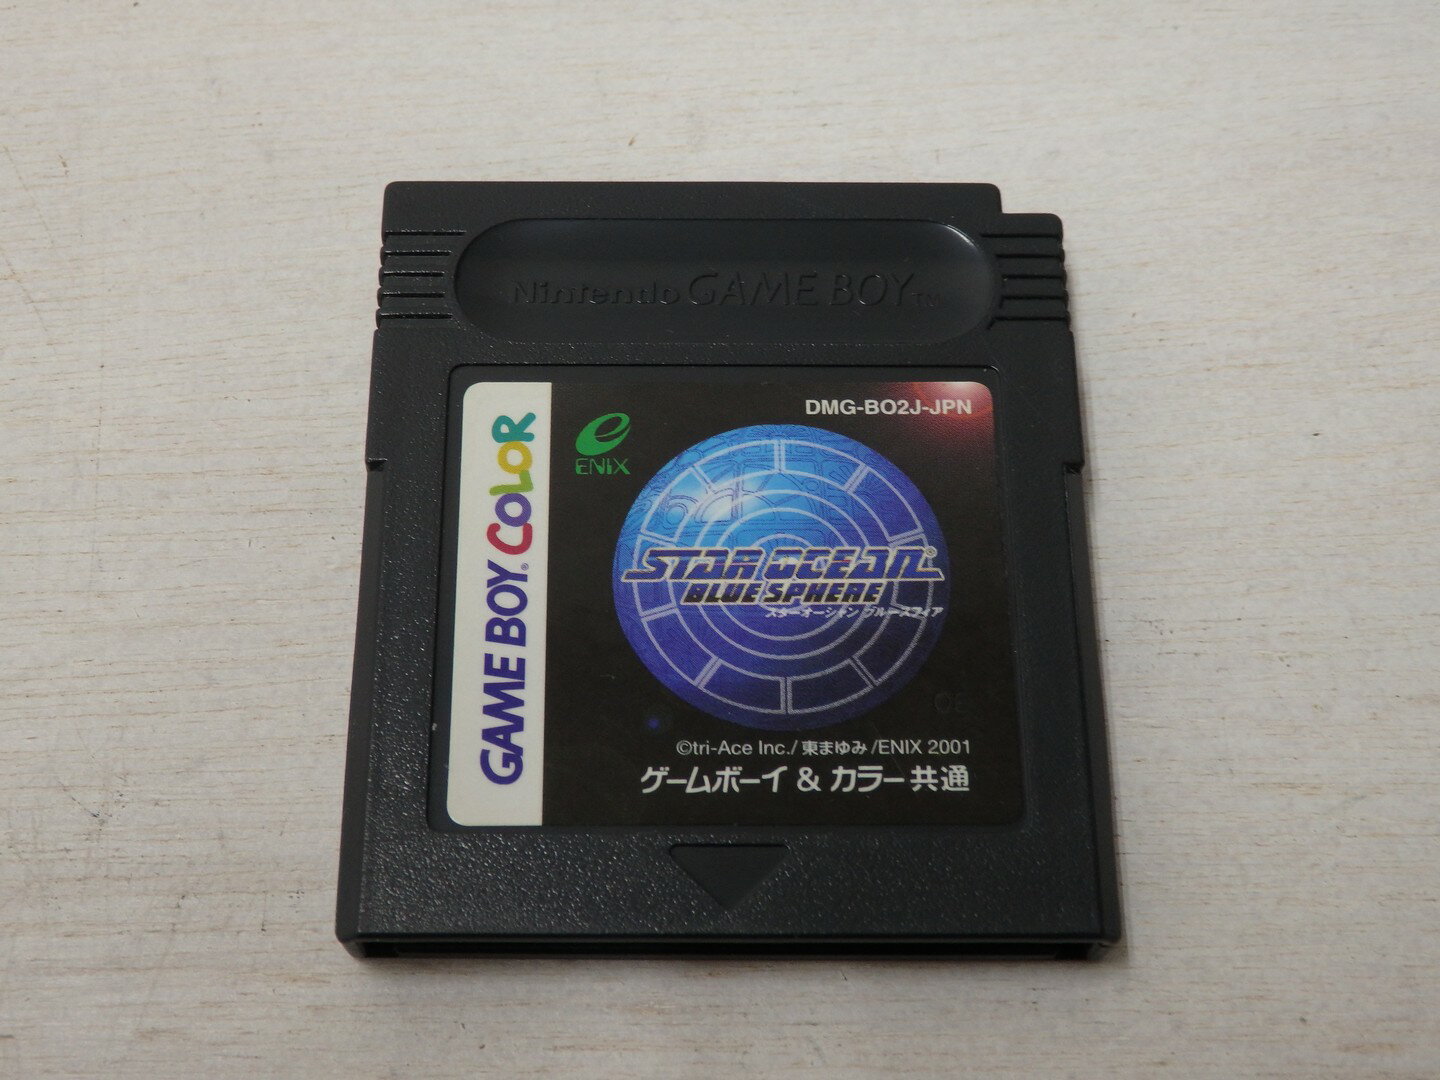 Nintendo GAME BOY™
GAME BOY® COLOR
DMG-BO2J-JPN
ENIX
STAR OCEAN®
BLUE SPHERE
スターオーシャン ブルースフィア
©tri-Ace Inc./東まゆみ/ENIX 2001
ゲームボーイ & カラー共通